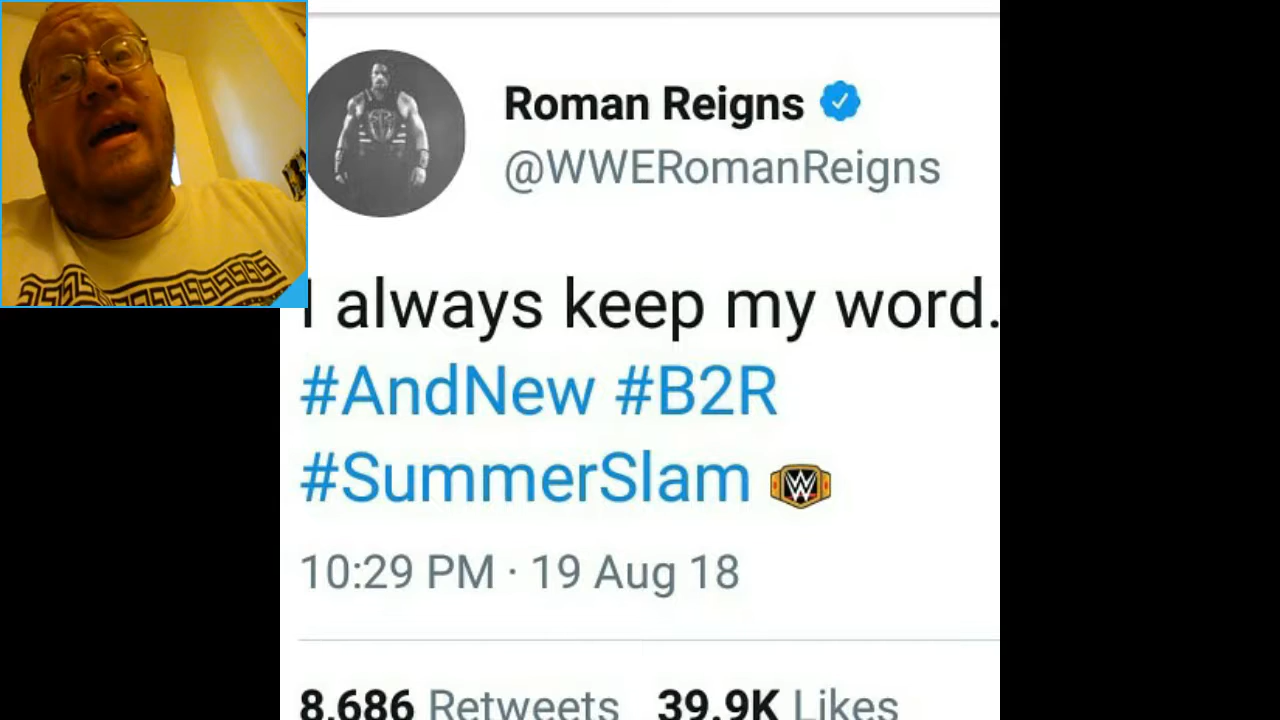 Roman Reigns
@WWERomanReigns
I always keep my word.
#AndNew #B2R
#SummerSlam
10:29 PM · 19 Aug 18
8,686 Retweets 39.9K Likes